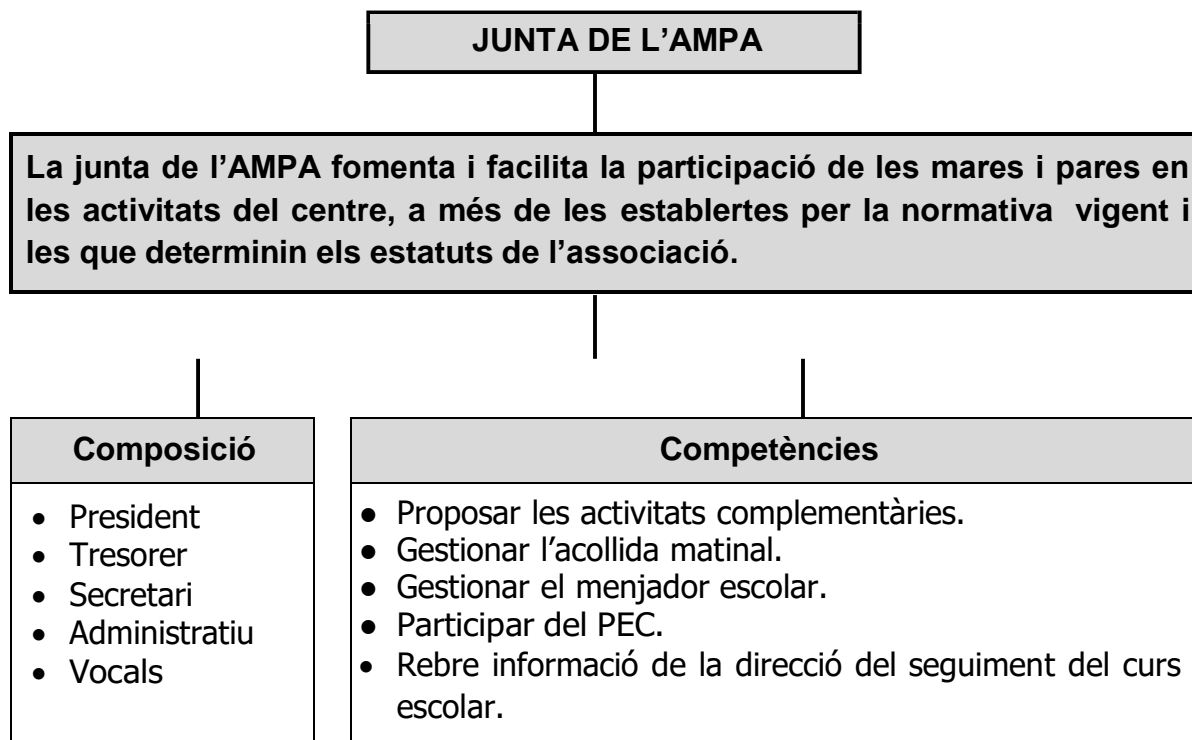 JUNTA DE L'AMPA
La junta de l’AMPA fomenta i facilita la participació de les mares i pares en
les activitats del centre, a més de les establertes per la normativa vigent i
les que determinin els estatuts de l’associació.
Composició
• President
• Tresorer
• Secretari
• Administratiu
• Vocals
Competències
● Proposar les activitats complementàries.
● Gestionar l’acollida matinal.
● Gestionar el menjador escolar.
● Participar del PEC.
• Rebre informació de la direcció del seguiment del curs
escolar.